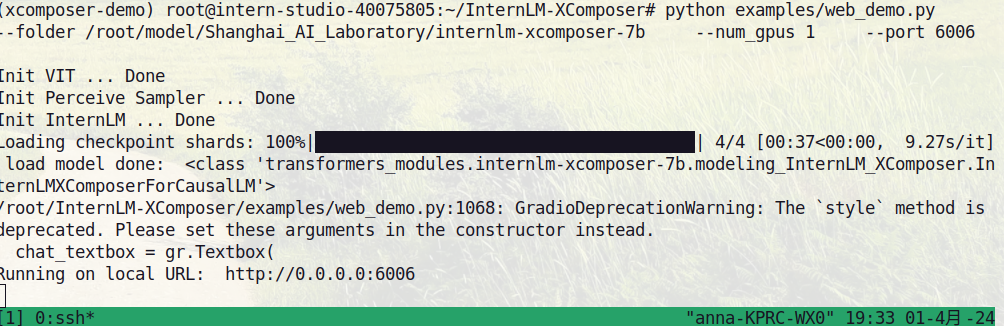 (xcomposer-demo) root@intern-studio-40075805:~/InternLM-XComposer# python examples/web_demo.py
--folder /root/model/Shanghai_AI_Laboratory/internlm-xcomposer-7b     --num_gpus 1     --port 6006
Init VIT ... Done
Init Perceive Sampler ... Done
Init InternLM ... Done
Loading checkpoint shards: 100%|██████████| 4/4 [00:37<00:00,  9.27s/it]
 load model done:  <class 'transformers_modules.internlm-xcomposer-7b.modeling_InternLM_XComposer.In
ternLMXComposerForCausalLM'>
/root/InternLM-XComposer/examples/web_demo.py:1068: GradioDeprecationWarning: The `style` method is
deprecated. Please set these arguments in the constructor instead.
  chat_textbox = gr.Textbox(
Running on local URL:  http://0.0.0.0:6006
[1] 0:ssh* "anna-KPRC-WX0" 19:33 01-4月-24